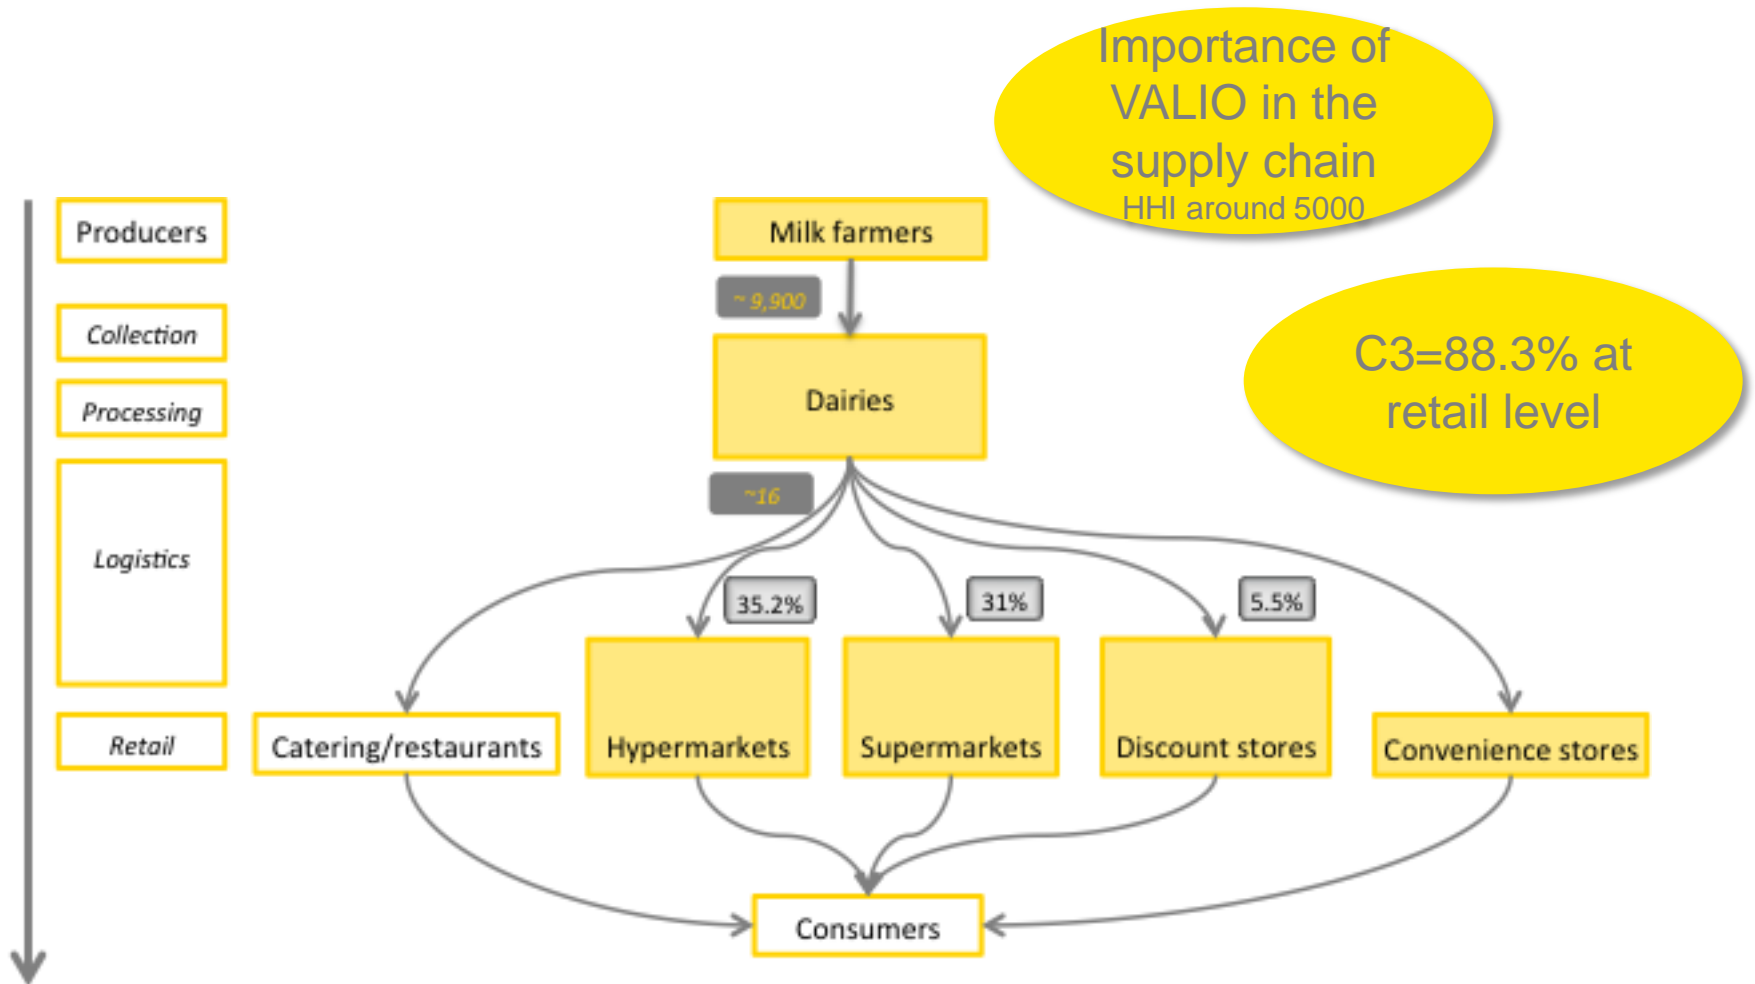 Importance of
VALIO in the
supply chain
HHI around 5000
Producers
Milk farmers
~ 9,900
Collection
C3=88.3% at
retail level
Processing
Dairies
~16
Logistics
35.2%
31%
5.5%
Retail
Catering/restaurants
Hypermarkets
Supermarkets
Discount stores
Convenience stores
Consumers